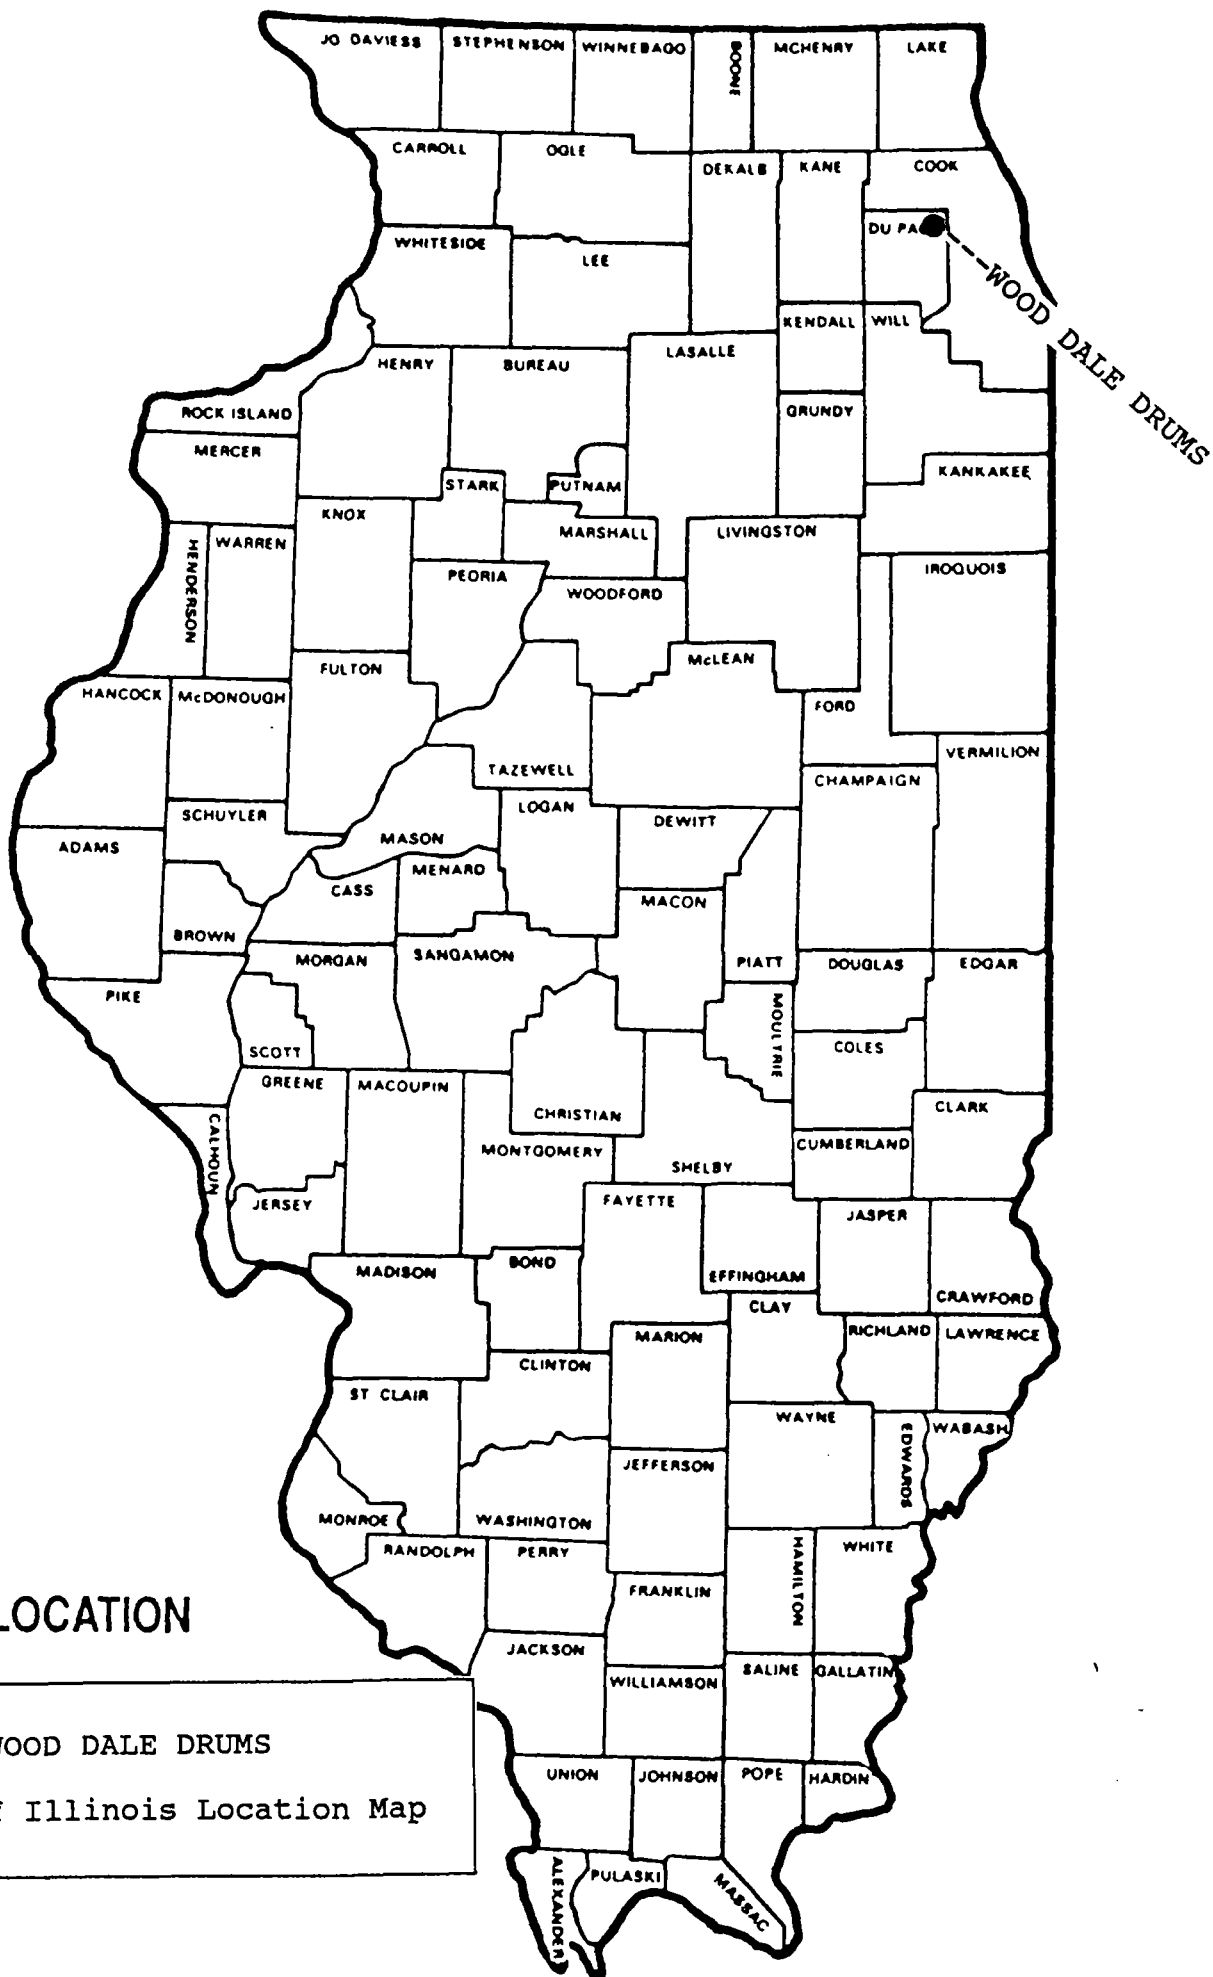 JO DAVIESS
STEPHENSON
WINNEBAGO
BOONE
MCHENRY
LAKE
CARROLL
OGLE
DEKALB
KANE
COOK
WHITESIDE
LEE
DU PA
WOOD DALE DRUMS
KENDALL
WILL
HENRY
BUREAU
LASALLE
ROCK ISLAND
GRUNDY
MERCER
KANKAKEE
STARK
PUTNAM
KNOX
MARSHALL
LIVINGSTON
HENDERSON
WARREN
PEORIA
WOODFORD
IROQUOIS
FULTON
McLEAN
HANCOCK
McDONOUGH
FORD
TAZEWELL
VERMILION
CHAMPAIGN
LOGAN
SCHUYLER
MASON
DEWITT
ADAMS
MENARD
CASS
MACON
BROWN
MORGAN
SANGAMON
PIATT
DOUGLAS
EDGAR
PIKE
MOULTRIE
SCOTT
COLES
GREENE
MACOUPIN
CHRISTIAN
CLARK
CALHOUN
MONTGOMERY
SHELBY
CUMBERLAND
JERSEY
FAYETTE
JASPER
MADISON
BOND
EFFINGHAM
CRAWFORD
CLAY
MARION
RICHLAND
LAWRENCE
CLINTON
ST CLAIR
WAYNE
EDWARDS
WABASH
JEFFERSON
MONROE
WASHINGTON
RANDOLPH
PERRY
HAMILTON
WHITE
FRANKLIN
LOCATION
JACKSON
WILLIAMSON
SALINE
GALLATIN
WOOD DALE DRUMS
UNION
JOHNSON
POPE
HARDIN
Illinois Location Map
ALEXANDER
PULASKI
MASSAC